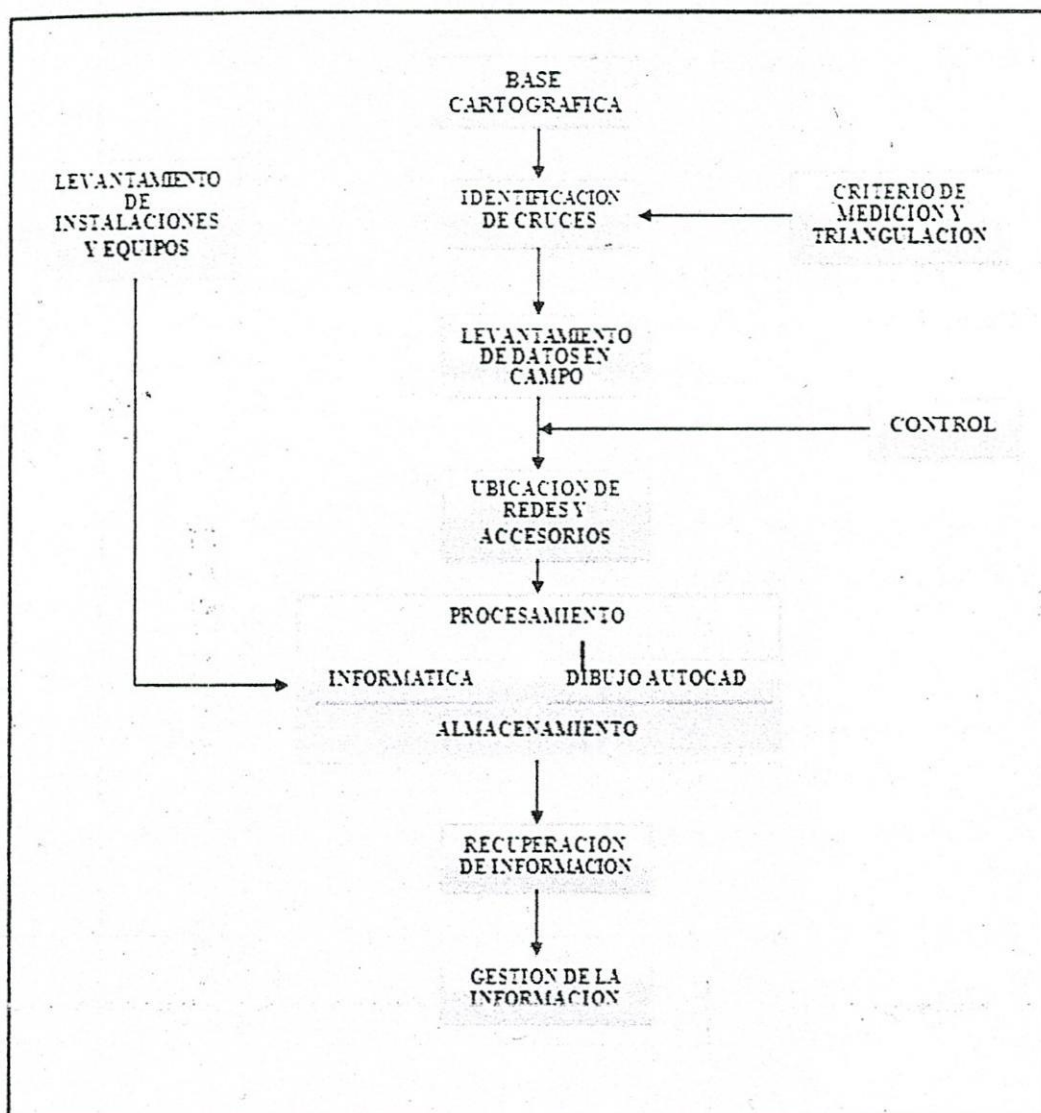 BASE
CARTOGRAFICA
LEVANTAMIENTO
DE
INSTALACIONES
Y EQUIPOS
IDENTIFICACION
DE CRUCES
CRITERIO DE
MEDICION Y
TRIANGULACION
LEVANTAMIENTO
DE DATOS EN
CAMPO
CONTROL
UBICACION DE
REDES Y
ACCESORIOS
PROCESAMIENTO
INFORMATICA
DIBUJO AUTOCAD
ALMACENAMIENTO
RECUPERACION
DE INFORMACION
GESTION DE LA
INFORMACION